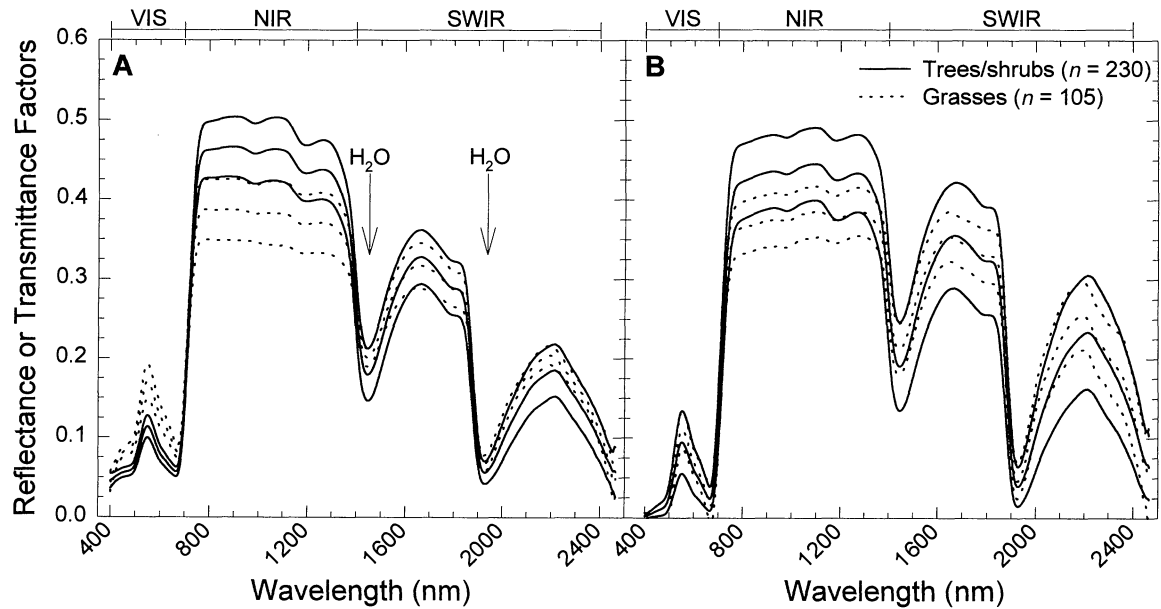 VIS NIR SWIR VIS NIR SWIR
0.6
0.5
0.4
0.3
0.2
0.1
0.0
Reflectance or Transmittance Factors
A
H2O H2O
B
Trees/shrubs (n = 230)
Grasses (n = 105)
400 800 1200 1600 2000 2400 400 800 1200 1600 2000 2400
Wavelength (nm) Wavelength (nm)